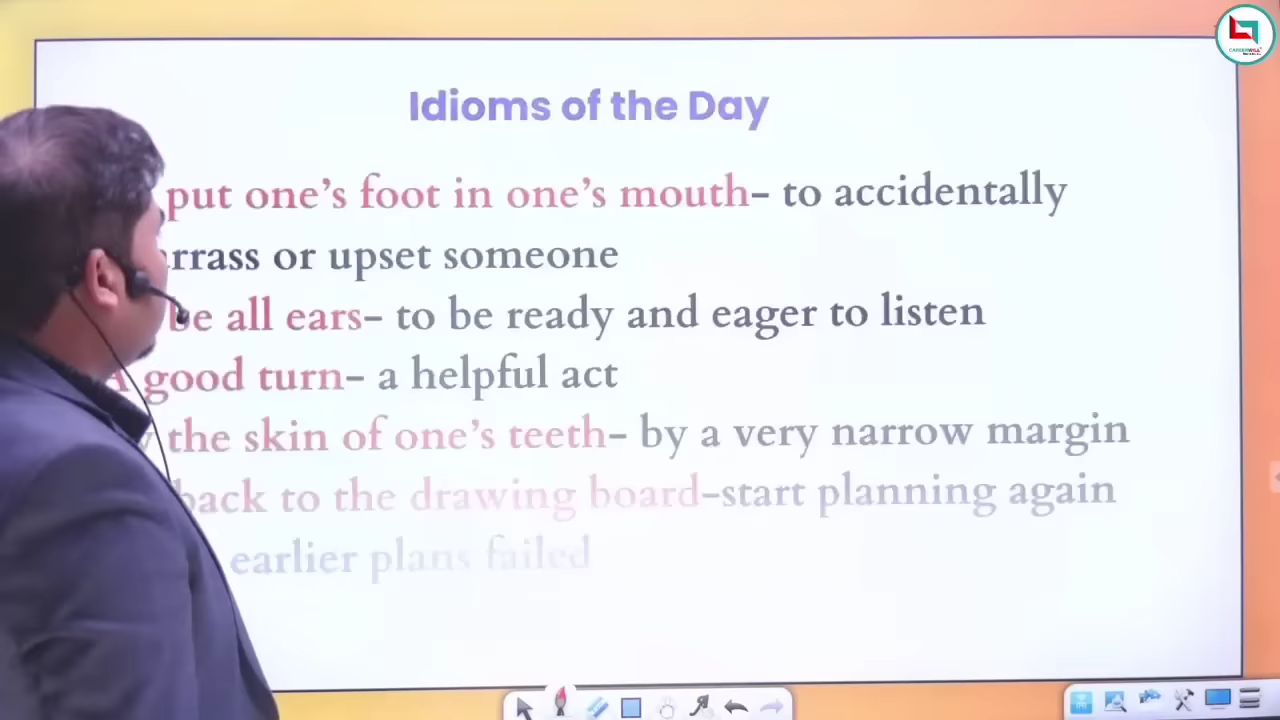 Idioms of the Day
put one's foot in one's mouth- to accidentally
or upset someone
be all ears- to be ready and eager to listen
A good turn- a helpful act
the skin of one's teeth- by a very narrow margin
back to the drawing board-start planning again
earlier plans failed
CAREERWILL